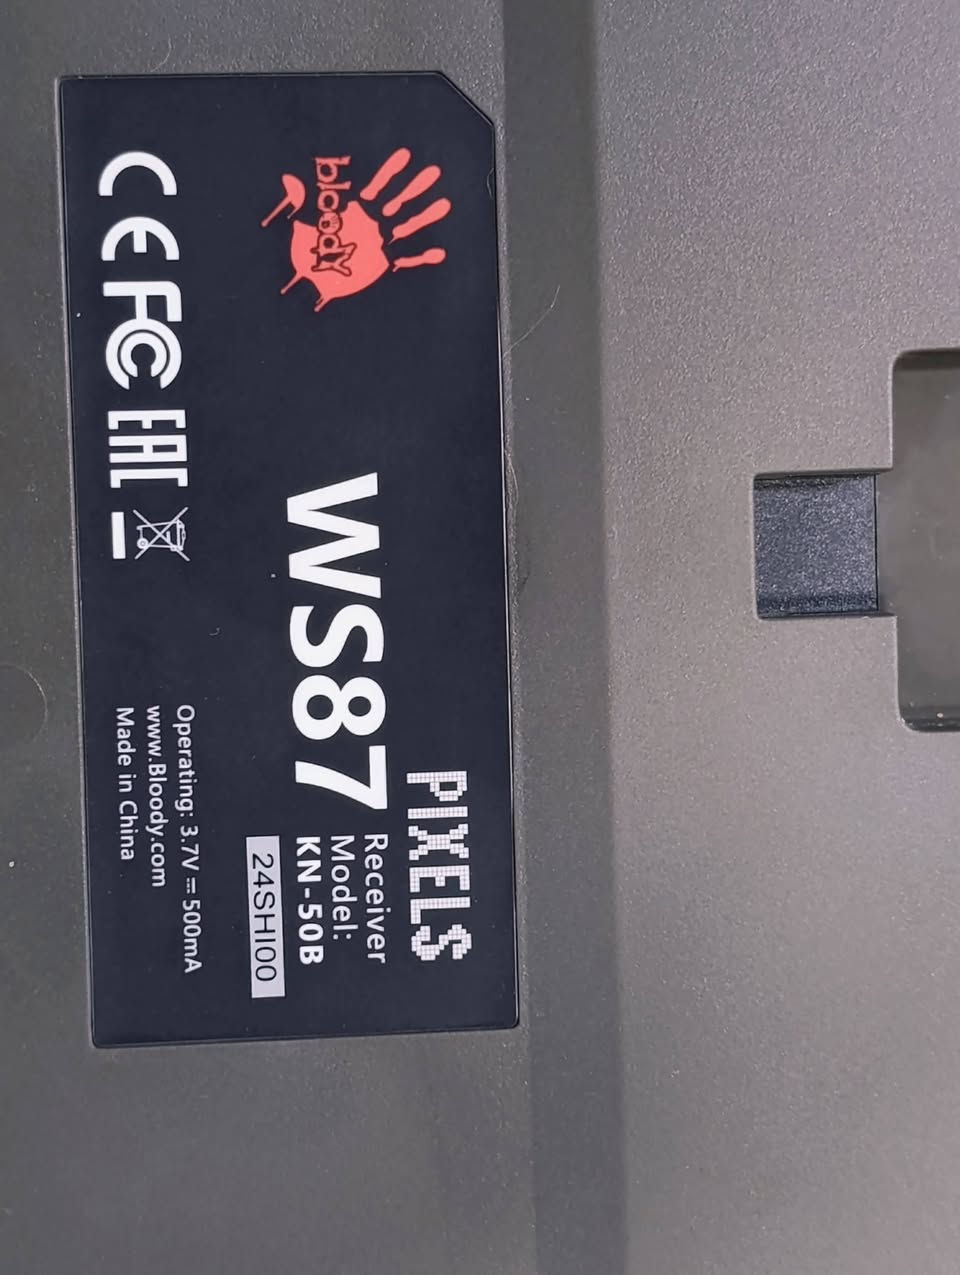 bloody
PIXELS
WS87
Receiver
Model:
KN-50B
24SHI00
CE FC EAC
Operating: 3.7V ⎓ 500mA
www.Bloody.com
Made in China